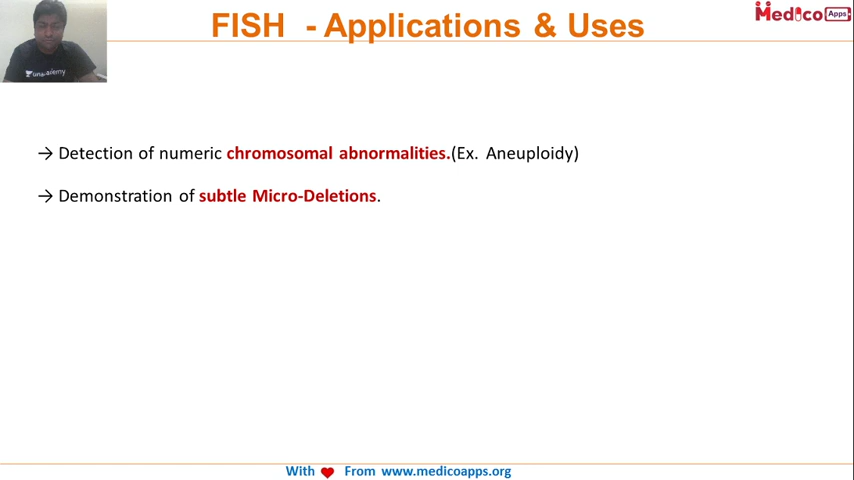 FISH - Applications & Uses
Medico Apps
unacademy
→ Detection of numeric chromosomal abnormalities.(Ex. Aneuploidy)
→ Demonstration of subtle Micro-Deletions.
With ❤ From www.medicoapps.org